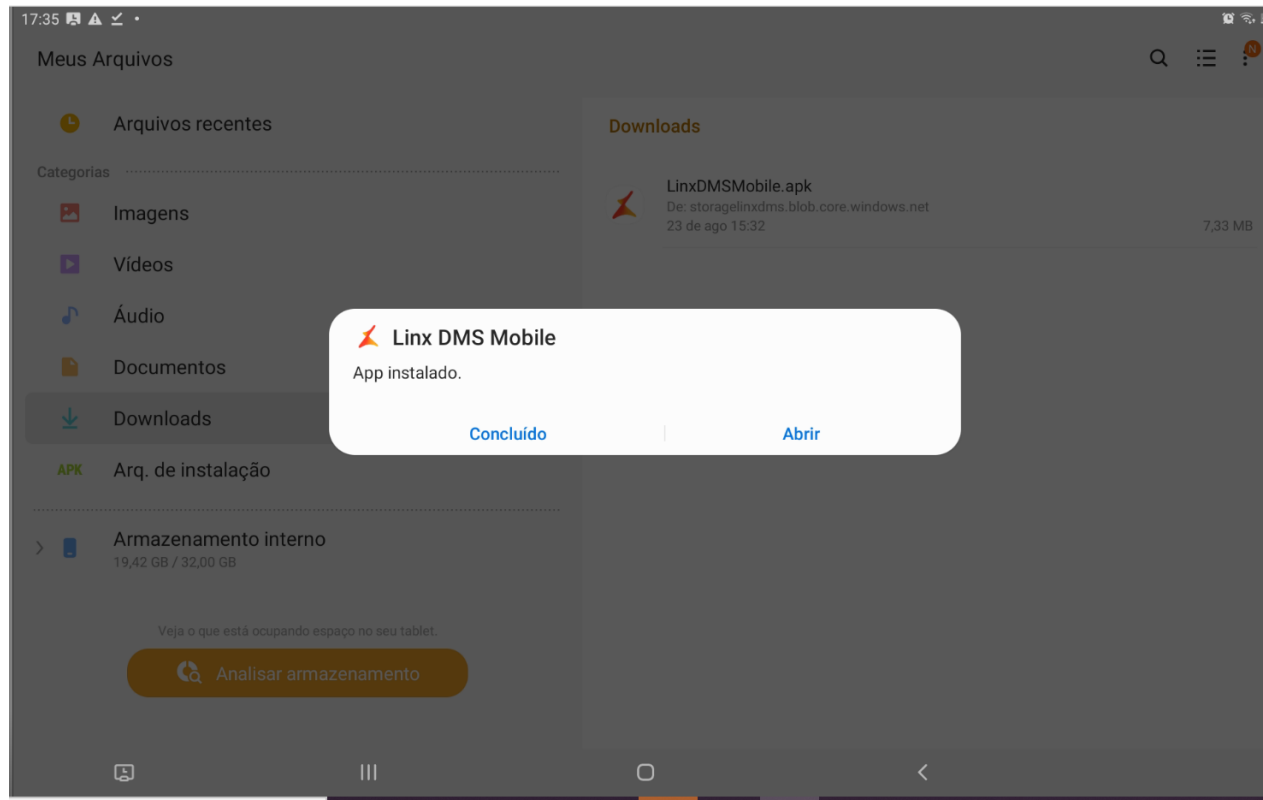 17:35
Meus Arquivos
N
Arquivos recentes
Categorias
Imagens
Vídeos
Áudio
Documentos
Downloads
APK Arq. de instalação
Armazenamento interno
19,42 GB / 32,00 GB
Veja o que está ocupando espaço no seu tablet.
Analisar armazenamento
Downloads
LinxDMSMobile.apk
De: storagelinxdms.blob.core.windows.net
23 de ago 15:32
7,33 MB
Linx DMS Mobile
App instalado.
Concluído
Abrir